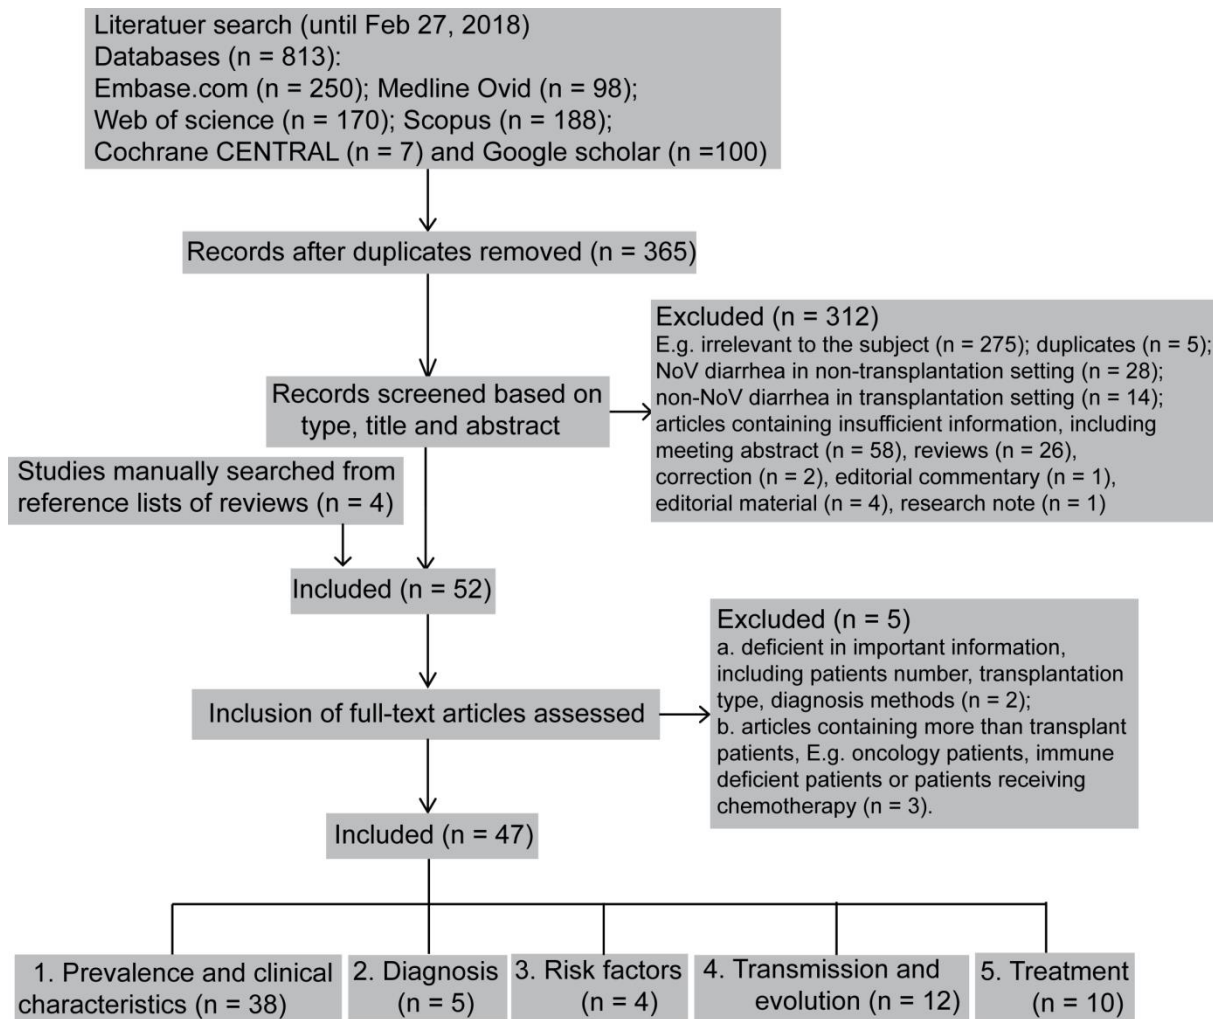 Literatuer search (until Feb 27, 2018)
Databases (n = 813):
Embase.com (n = 250); Medline Ovid (n = 98);
Web of science (n = 170); Scopus (n = 188);
Cochrane CENTRAL (n = 7) and Google scholar (n =100)
Records after duplicates removed (n = 365)
Records screened based on
type, title and abstract
Excluded (n = 312)
E.g. irrelevant to the subject (n = 275); duplicates (n = 5);
NoV diarrhea in non-transplantation setting (n = 28);
non-NoV diarrhea in transplantation setting (n = 14);
articles containing insufficient information, including
meeting abstract (n = 58), reviews (n = 26),
correction (n = 2), editorial commentary (n = 1),
editorial material (n = 4), research note (n = 1)
Studies manually searched from
reference lists of reviews (n = 4)
Included (n = 52)
Inclusion of full-text articles assessed
Excluded (n = 5)
a. deficient in important information,
including patients number, transplantation
type, diagnosis methods (n = 2);
b. articles containing more than transplant
patients, E.g. oncology patients, immune
deficient patients or patients receiving
chemotherapy (n = 3).
Included (n = 47)
1. Prevalence and clinical
characteristics (n = 38)
2. Diagnosis
(n = 5)
3. Risk factors
(n = 4)
4. Transmission and
evolution (n = 12)
5. Treatment
(n = 10)